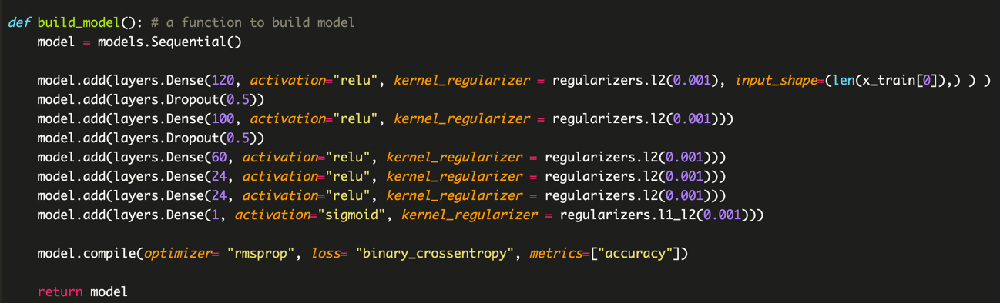 def build_model(): # a function to build model
    model = models.Sequential()

    model.add(layers.Dense(120, activation="relu", kernel_regularizer = regularizers.l2(0.001), input_shape=(len(x_train[0]),) ) )
    model.add(layers.Dropout(0.5))
    model.add(layers.Dense(100, activation="relu", kernel_regularizer = regularizers.l2(0.001)))
    model.add(layers.Dropout(0.5))
    model.add(layers.Dense(60, activation="relu", kernel_regularizer = regularizers.l2(0.001)))
    model.add(layers.Dense(24, activation="relu", kernel_regularizer = regularizers.l2(0.001)))
    model.add(layers.Dense(24, activation="relu", kernel_regularizer = regularizers.l2(0.001)))
    model.add(layers.Dense(1, activation="sigmoid", kernel_regularizer = regularizers.l1_l2(0.001)))

    model.compile(optimizer= "rmsprop", loss= "binary_crossentropy", metrics=["accuracy"])

    return model